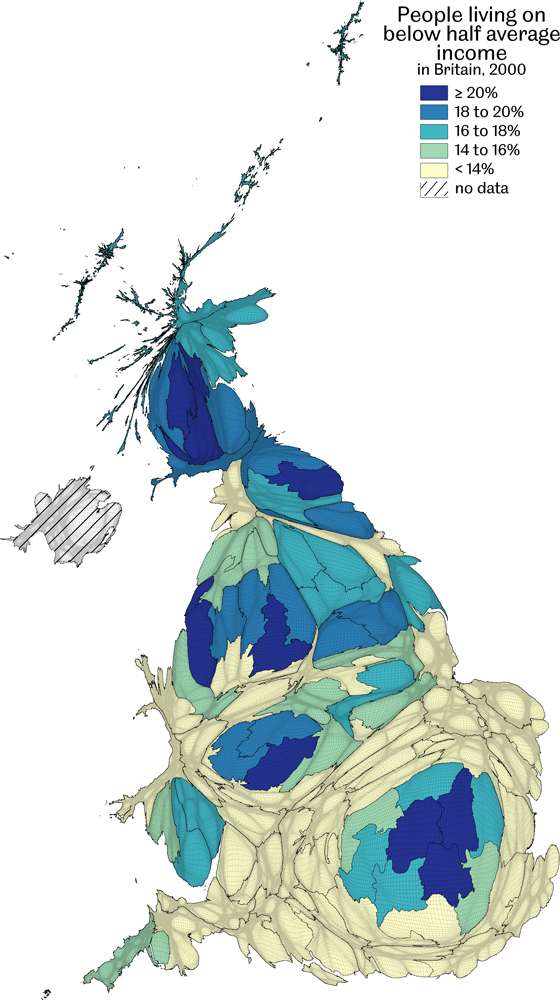 People living on
below half average
income
in Britain, 2000
≥ 20%
18 to 20%
16 to 18%
14 to 16%
< 14%
no data